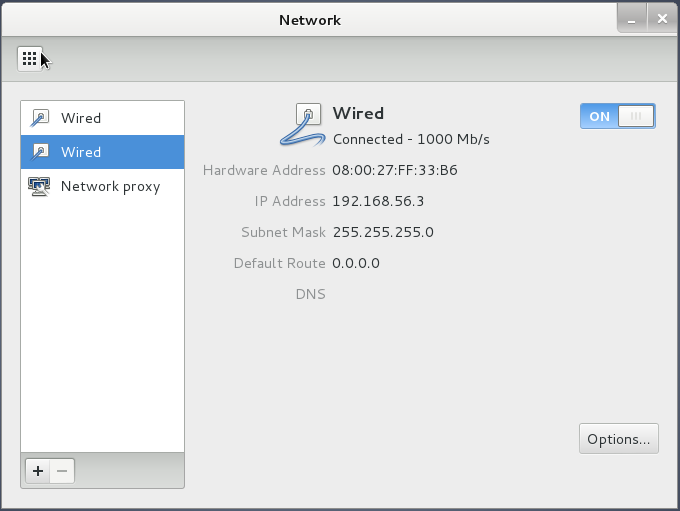 Network
Wired
Wired
Network proxy
Wired
Connected - 1000 Mb/s
ON
Hardware Address 08:00:27:FF:33:B6
IP Address 192.168.56.3
Subnet Mask 255.255.255.0
Default Route 0.0.0.0
DNS
Options...